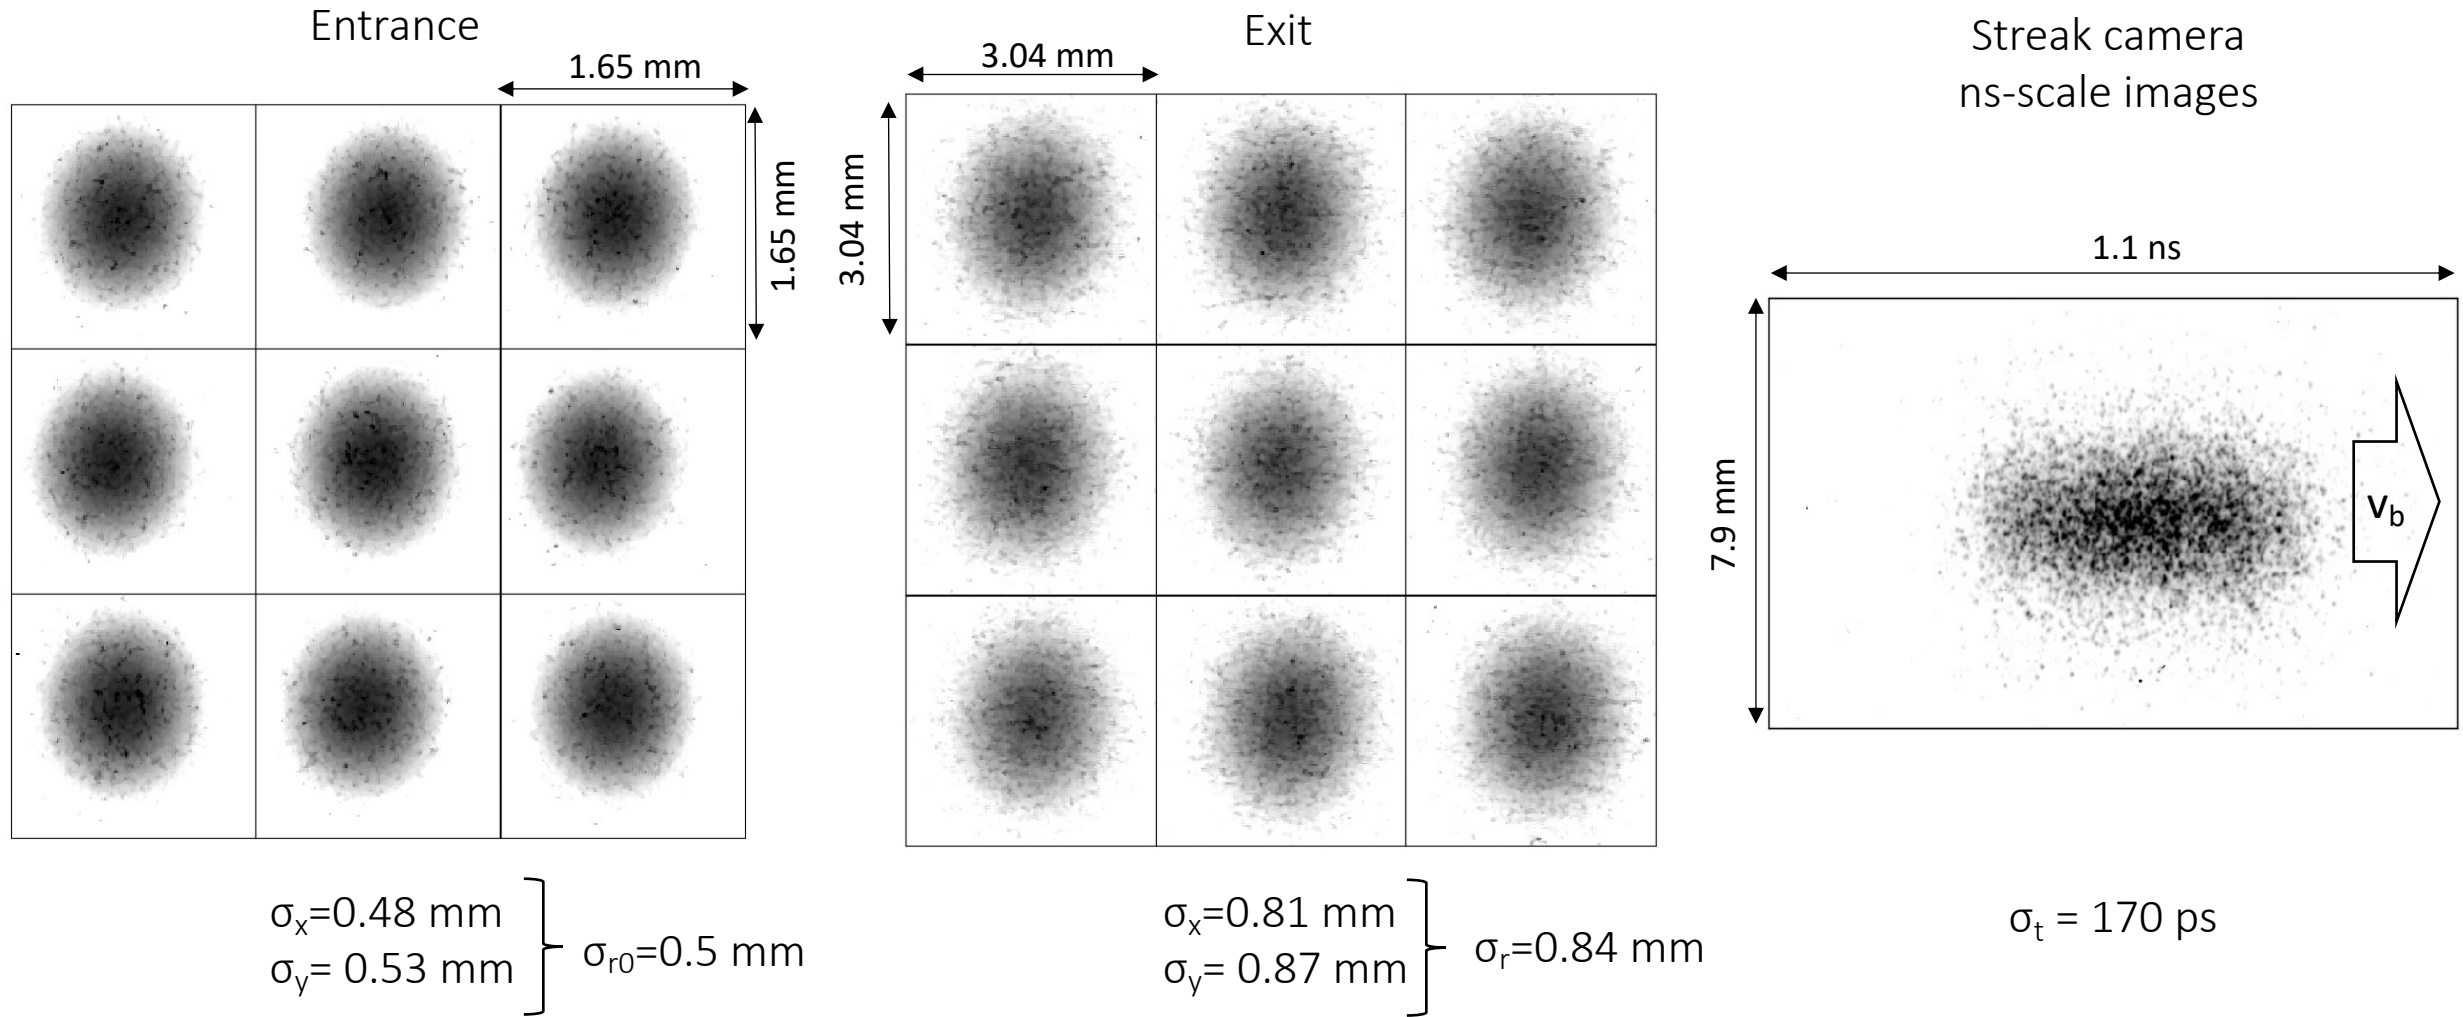 Entrance
1.65 mm
1.65 mm
σx=0.48 mm
σy= 0.53 mm
σr0=0.5 mm
Exit
3.04 mm
3.04 mm
σx=0.81 mm
σy= 0.87 mm
σr=0.84 mm
Streak camera
ns-scale images
1.1 ns
7.9 mm
vb
σt = 170 ps